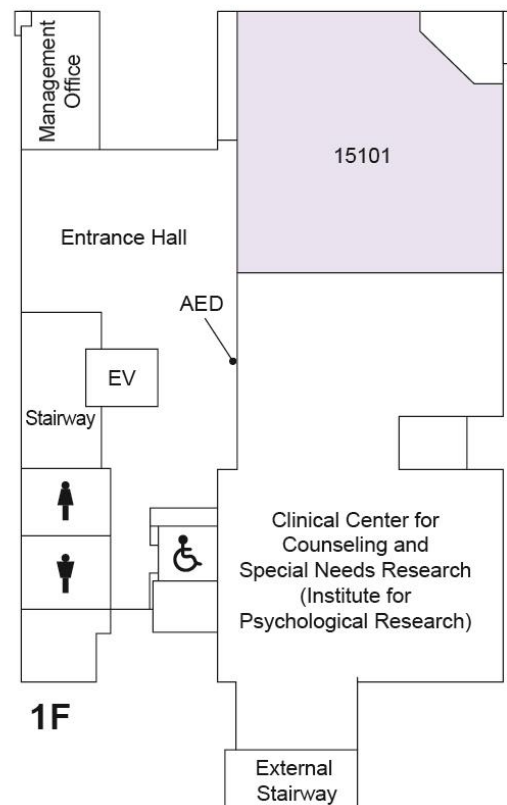 Management
Office
15101
Entrance Hall
AED
EV
Stairway
Clinical Center for
Counseling and
Special Needs Research
(Institute for
Psychological Research)
1F
External
Stairway